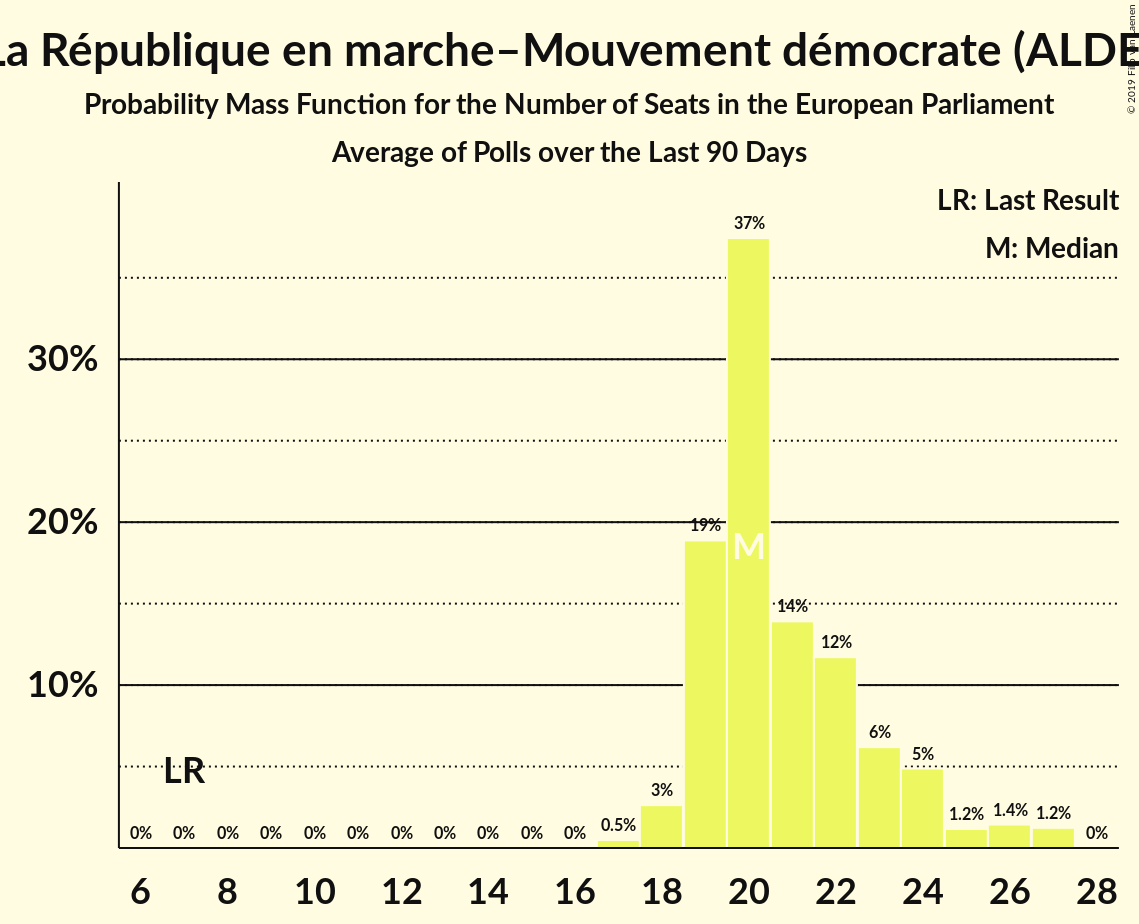 La République en marche–Mouvement démocrate (ALDE
Probability Mass Function for the Number of Seats in the European Parliament
Average of Polls over the Last 90 Days
© 2019 Filip van Laenen
LR: Last Result
M: Median
37%
30%
19%
20%
M
14%
12%
10%
6%
5%
LR
3%
0% 0% 0% 0% 0% 0% 0% 0% 0% 0% 0% 0.5% 1.2% 1.4% 1.2% 0%
6 8 10 12 14 16 18 20 22 24 26 28